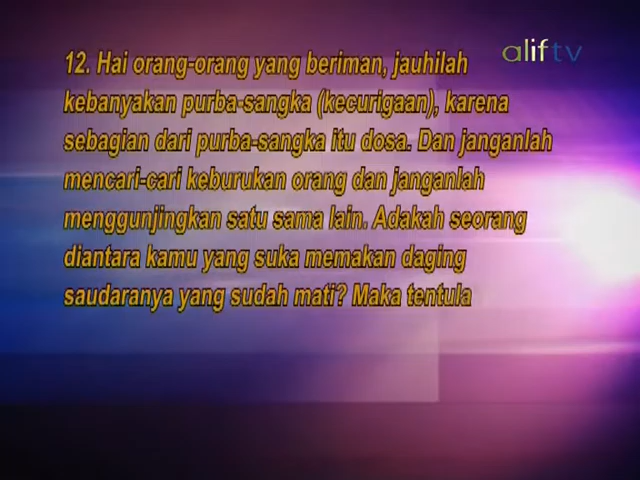 alif tv
12. Hai orang-orang yang beriman, jauhilah
kebanyakan purba-sangka (kecurigaan), karena
sebagian dari purba-sangka itu dosa. Dan janganlah
mencari-cari keburukan orang dan janganlah
menggunjingkan satu sama lain. Adakah seorang
diantara kamu yang suka memakan daging
saudaranya yang sudah mati? Maka tentula